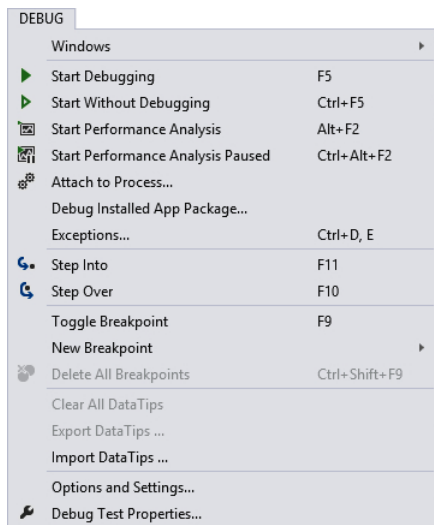 DEBUG
Windows
Start Debugging F5
Start Without Debugging Ctrl+F5
Start Performance Analysis Alt+F2
Start Performance Analysis Paused Ctrl+Alt+F2
Attach to Process...
Debug Installed App Package...
Exceptions... Ctrl+D, E
Step Into F11
Step Over F10
Toggle Breakpoint F9
New Breakpoint
Delete All Breakpoints Ctrl+Shift+F9
Clear All DataTips
Export DataTips ...
Import DataTips ...
Options and Settings...
Debug Test Properties...